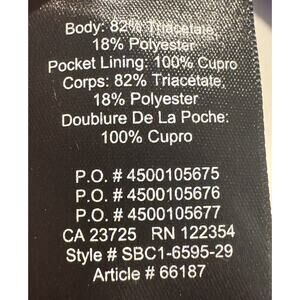 Body: 82% Triacetate,
18% Polyester
Pocket Lining: 100% Cupro
Corps: 82% Triacétate,
18% Polyester
Doublure De La Poche:
100% Cupro
P.O. # 4500105675
P.O. # 4500105676
P.O. # 4500105677
CA 23725 RN 122354
Style # SBC1-6595-29
Article # 66187